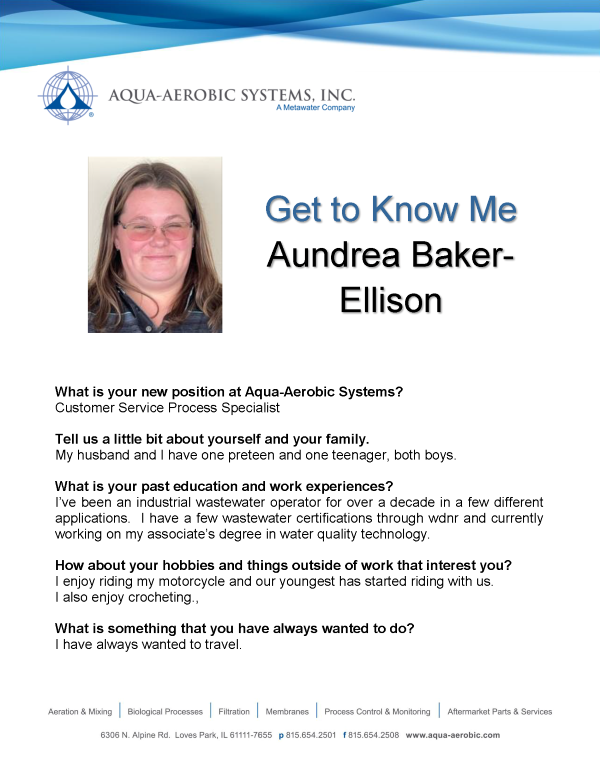 AQUA-AEROBIC SYSTEMS, INC.
A Metawater Company
®
Get to Know Me
Aundrea Baker-
Ellison
What is your new position at Aqua-Aerobic Systems?
Customer Service Process Specialist
Tell us a little bit about yourself and your family.
My husband and I have one preteen and one teenager, both boys.
What is your past education and work experiences?
I’ve been an industrial wastewater operator for over a decade in a few different
applications.  I have a few wastewater certifications through wdnr and currently
working on my associate’s degree in water quality technology.
How about your hobbies and things outside of work that interest you?
I enjoy riding my motorcycle and our youngest has started riding with us.
I also enjoy crocheting.,
What is something that you have always wanted to do?
I have always wanted to travel.
Aeration & Mixing | Biological Processes | Filtration | Membranes | Process Control & Monitoring | Aftermarket Parts & Services
6306 N. Alpine Rd.  Loves Park, IL 61111-7655  p 815.654.2501  f 815.654.2508  www.aqua-aerobic.com